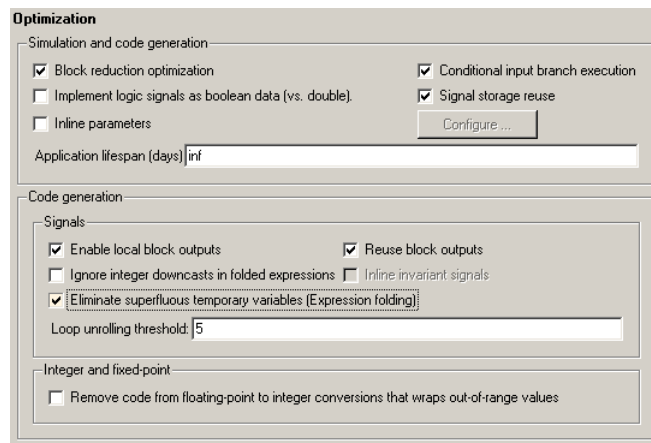 Optimization
Simulation and code generation
Block reduction optimization
Conditional input branch execution
Implement logic signals as boolean data (vs. double).
Signal storage reuse
Inline parameters
Configure ...
Application lifespan (days) inf
Code generation
Signals
Enable local block outputs
Reuse block outputs
Ignore integer downcasts in folded expressions
Inline invariant signals
Eliminate superfluous temporary variables (Expression folding)
Loop unrolling threshold: 5
Integer and fixed-point
Remove code from floating-point to integer conversions that wraps out-of-range values